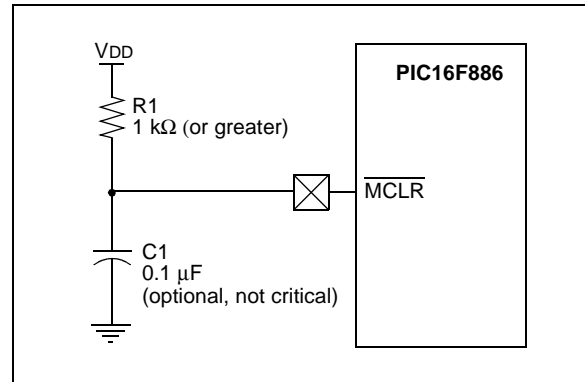 VDD
PIC16F886
R1
1 kΩ (or greater)
MCLR
C1
0.1 μF
(optional, not critical)